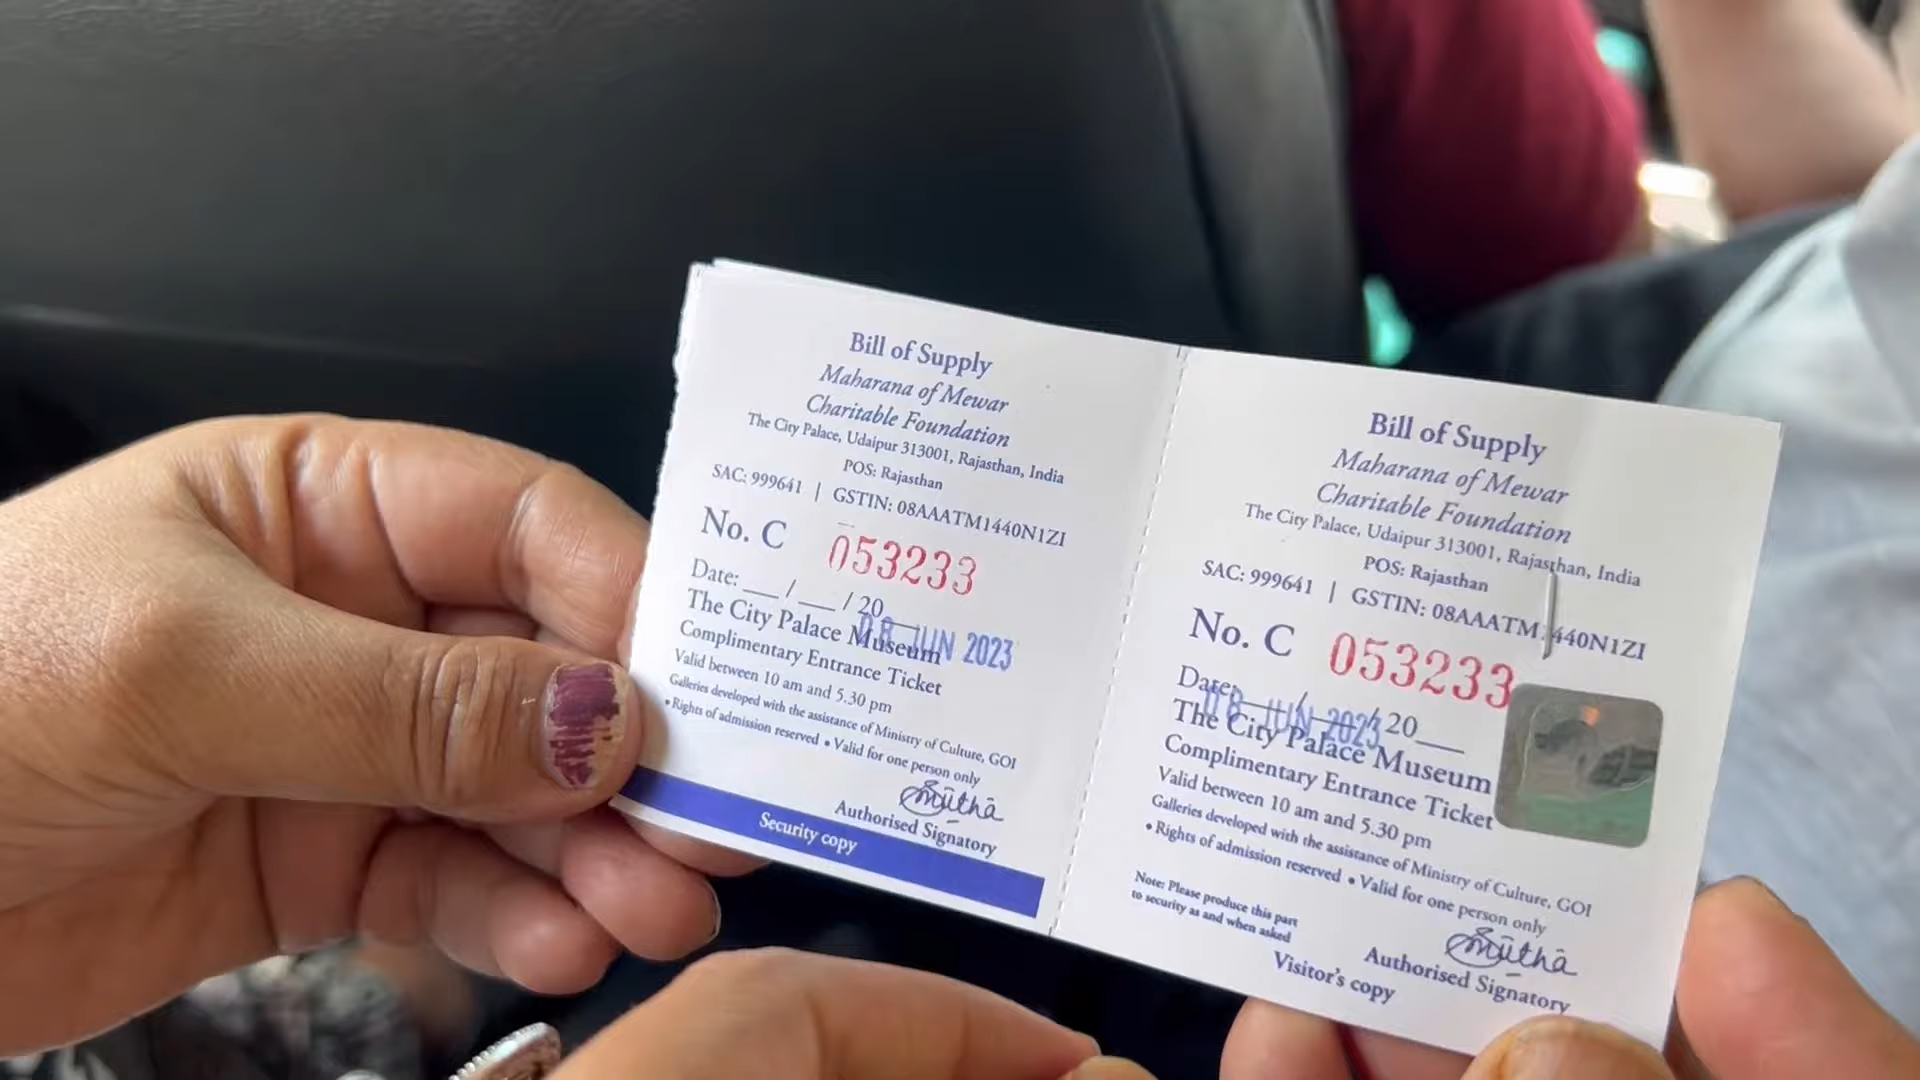 Bill of Supply
Maharana of Mewar
Charitable Foundation
The City Palace, Udaipur 313001, Rajasthan, India
POS: Rajasthan
SAC: 999641 | GSTIN: 08AAATM1440N1ZI
No. C 053233
Date: __ / __ / 20__
08 JUN 2023
The City Palace Museum
Complimentary Entrance Ticket
Valid between 10 am and 5.30 pm
Galleries developed with the assistance of Ministry of Culture, GOI
• Rights of admission reserved • Valid for one person only
Authorised Signatory
Security copy
Bill of Supply
Maharana of Mewar
Charitable Foundation
The City Palace, Udaipur 313001, Rajasthan, India
POS: Rajasthan
SAC: 999641 | GSTIN: 08AAATM1440N1ZI
No. C 053233
Date: __ / __ / 20__
08 JUN 2023
The City Palace Museum
Complimentary Entrance Ticket
Valid between 10 am and 5.30 pm
Galleries developed with the assistance of Ministry of Culture, GOI
• Rights of admission reserved • Valid for one person only
Note: Please produce this part
to security as and when asked
Authorised Signatory
Visitor's copy